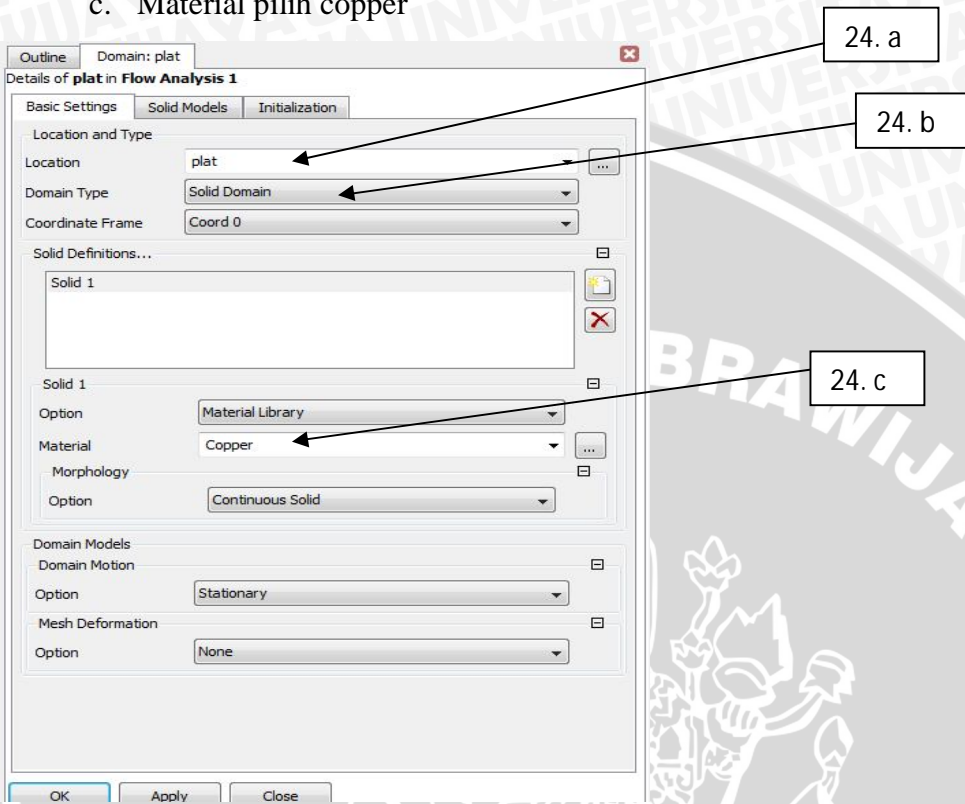 c. Material pilih copper
24. a
Outline Domain: plat
Details of plat in Flow Analysis 1
Basic Settings Solid Models Initialization
24. b
Location and Type
Location plat ...
Domain Type Solid Domain
Coordinate Frame Coord 0
Solid Definitions...
Solid 1
BRAWIJA
Solid 1
24. c
Option Material Library
Material Copper ...
Morphology
Option Continuous Solid
Domain Models
Domain Motion
Option Stationary
Mesh Deformation
Option None
OK Apply Close